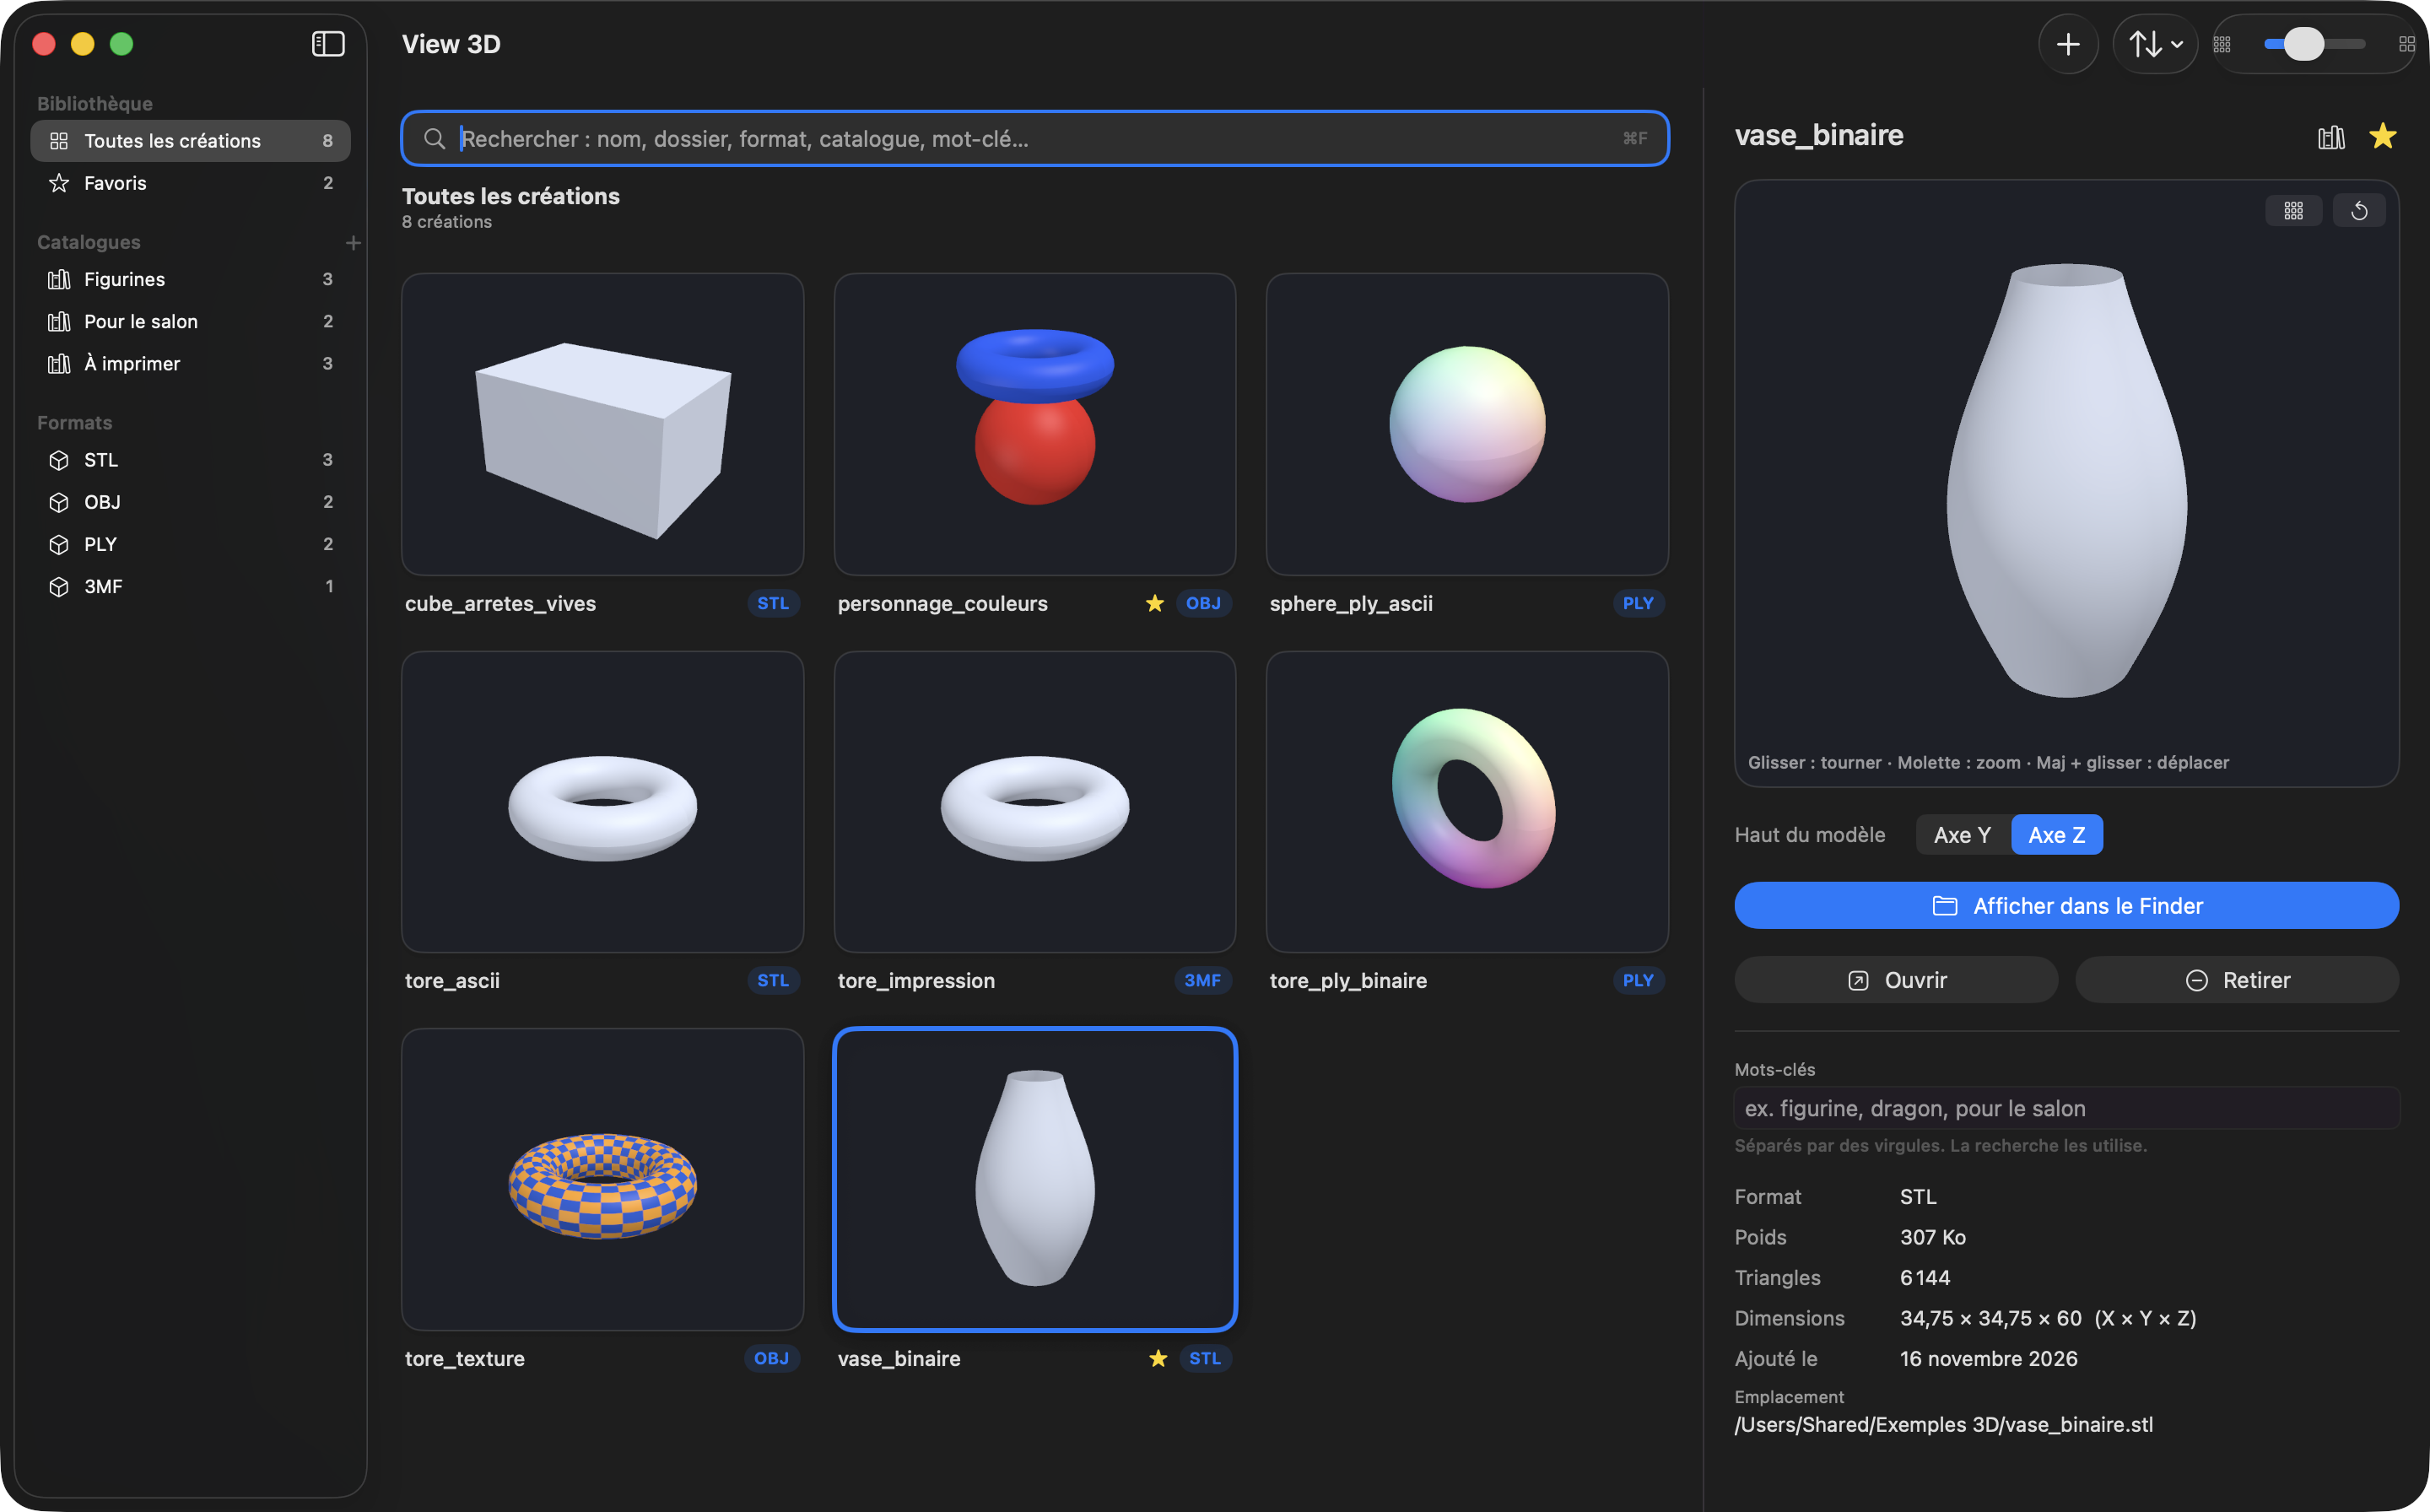 View 3D
Bibliothèque
Toutes les créations 8
Favoris 2
Catalogues
Figurines 3
Pour le salon 2
À imprimer 3
Formats
STL 3
OBJ 2
PLY 2
3MF 1
Rechercher : nom, dossier, format, catalogue, mot-clé... ⌘F
Toutes les créations
8 créations
cube_arretes_vives STL
personnage_couleurs OBJ
sphere_ply_ascii PLY
tore_ascii STL
tore_impression 3MF
tore_ply_binaire PLY
tore_texture OBJ
vase_binaire STL
vase_binaire
Glisser : tourner · Molette : zoom · Maj + glisser : déplacer
Haut du modèle Axe Y Axe Z
Afficher dans le Finder
Ouvrir Retirer
Mots-clés
ex. figurine, dragon, pour le salon
Séparés par des virgules. La recherche les utilise.
Format STL
Poids 307 Ko
Triangles 6 144
Dimensions 34,75 × 34,75 × 60 (X × Y × Z)
Ajouté le 16 novembre 2026
Emplacement
/Users/Shared/Exemples 3D/vase_binaire.stl